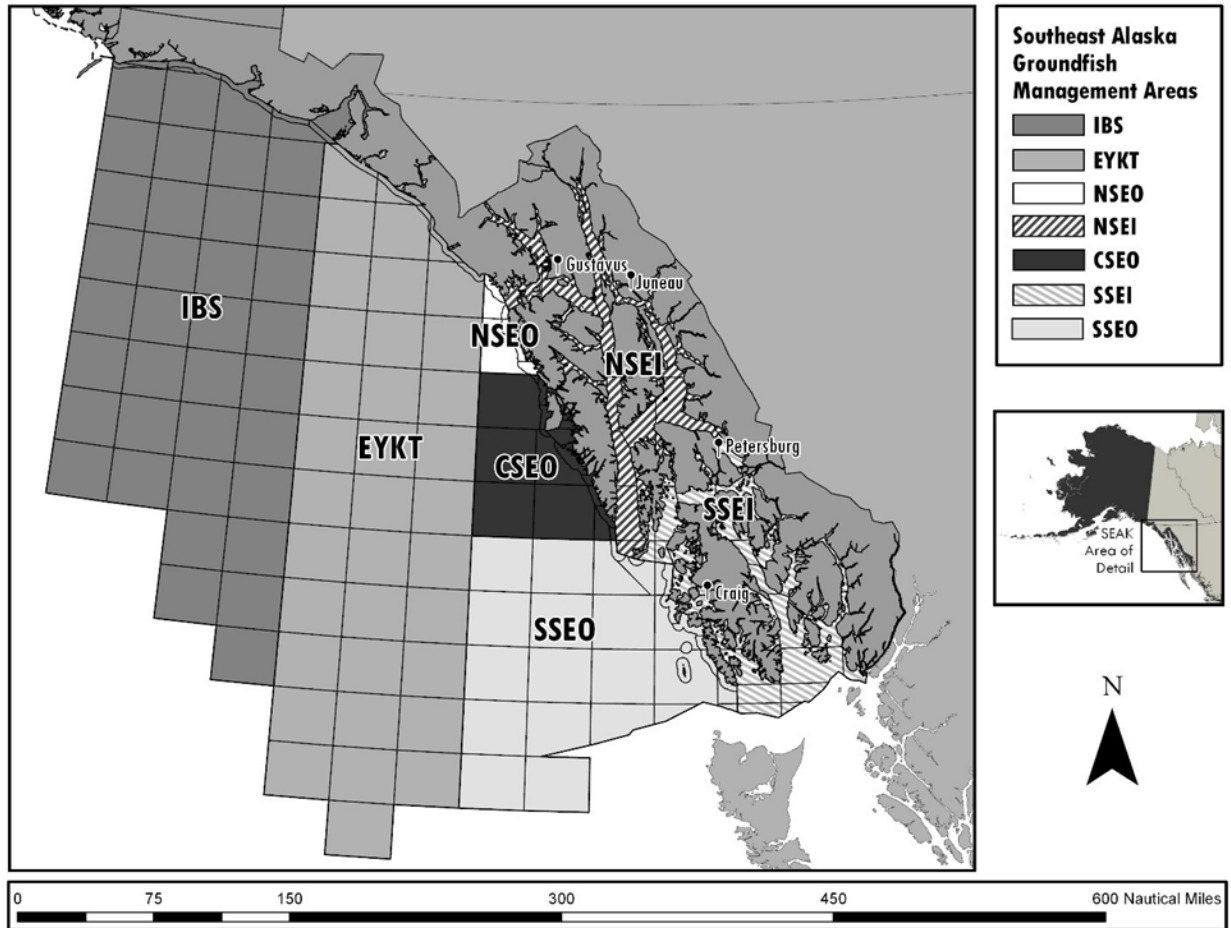 Southeast Alaska
Groundfish
Management Areas
IBS
EYKT
NSEO
NSEI
CSEO
SSEI
SSEO
Gustavus
Juneau
IBS
NSEO
NSEI
EYKT
Petersburg
CSEO
SSEI
Craig
SSEO
SEAK
Area of
Detail
N
0 75 150 300 450 600 Nautical Miles